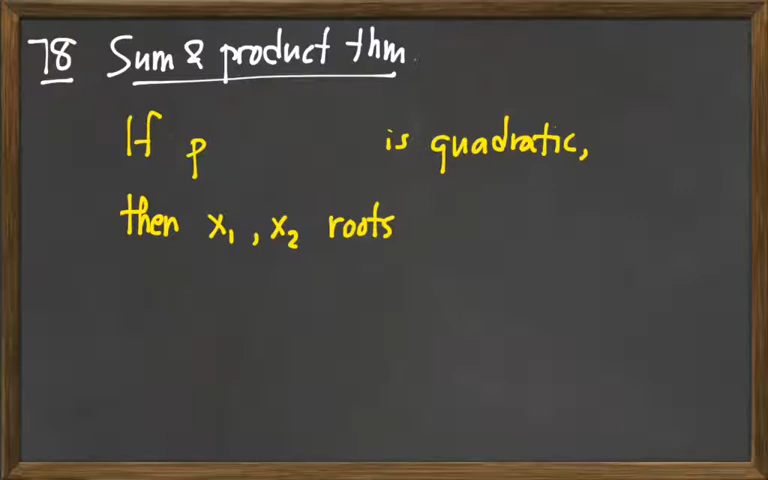 78 Sum & product thm.
If p is quadratic,
then x₁, x₂ roots